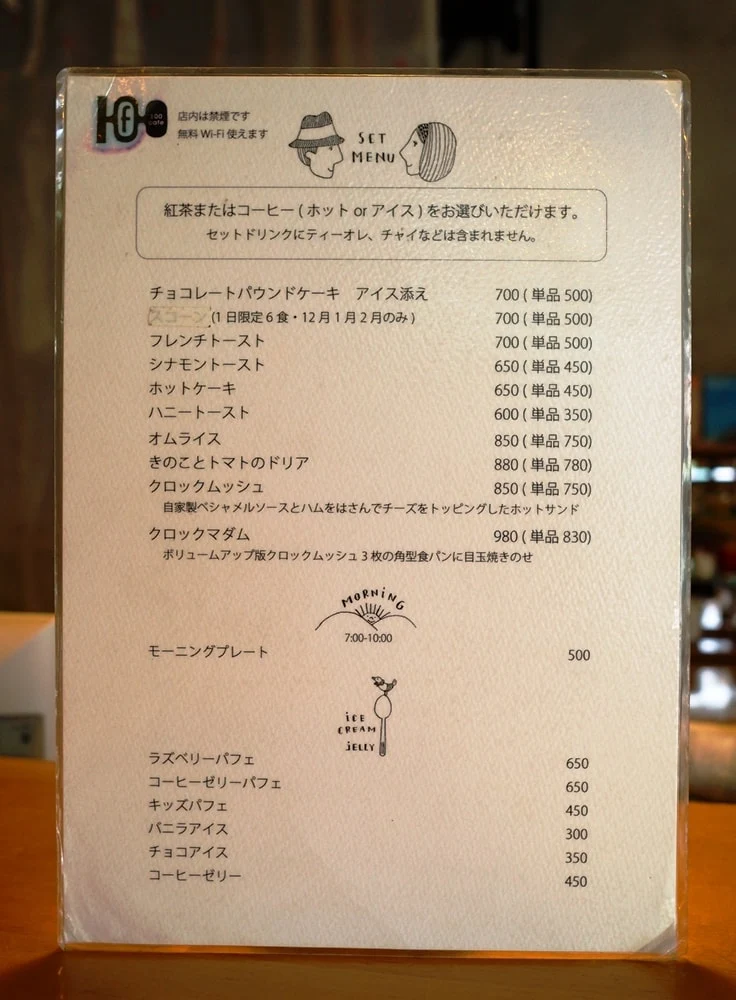 100 cafe
店内は禁煙です
無料 Wi-Fi 使えます
SET
MENU
紅茶またはコーヒー ( ホット or アイス ) をお選びいただけます。
セットドリンクにティーオレ、チャイなどは含まれません。
チョコレートパウンドケーキ　アイス添え 700 ( 単品 500)
スコーン (1 日限定 6 食・12 月 1 月 2 月のみ ) 700 ( 単品 500)
フレンチトースト 700 ( 単品 500)
シナモントースト 650 ( 単品 450)
ホットケーキ 650 ( 単品 450)
ハニートースト 600 ( 単品 350)
オムライス 850 ( 単品 750)
きのことトマトのドリア 880 ( 単品 780)
クロックムッシュ 850 ( 単品 750)
自家製ベシャメルソースとハムをはさんでチーズをトッピングしたホットサンド
クロックマダム 980 ( 単品 830)
ボリュームアップ版クロックムッシュ 3 枚の角型食パンに目玉焼きのせ
MORNiNG
7:00-10:00
モーニングプレート 500
iCE
CREAM
JELLY
ラズベリーパフェ 650
コーヒーゼリーパフェ 650
キッズパフェ 450
バニラアイス 300
チョコアイス 350
コーヒーゼリー 450